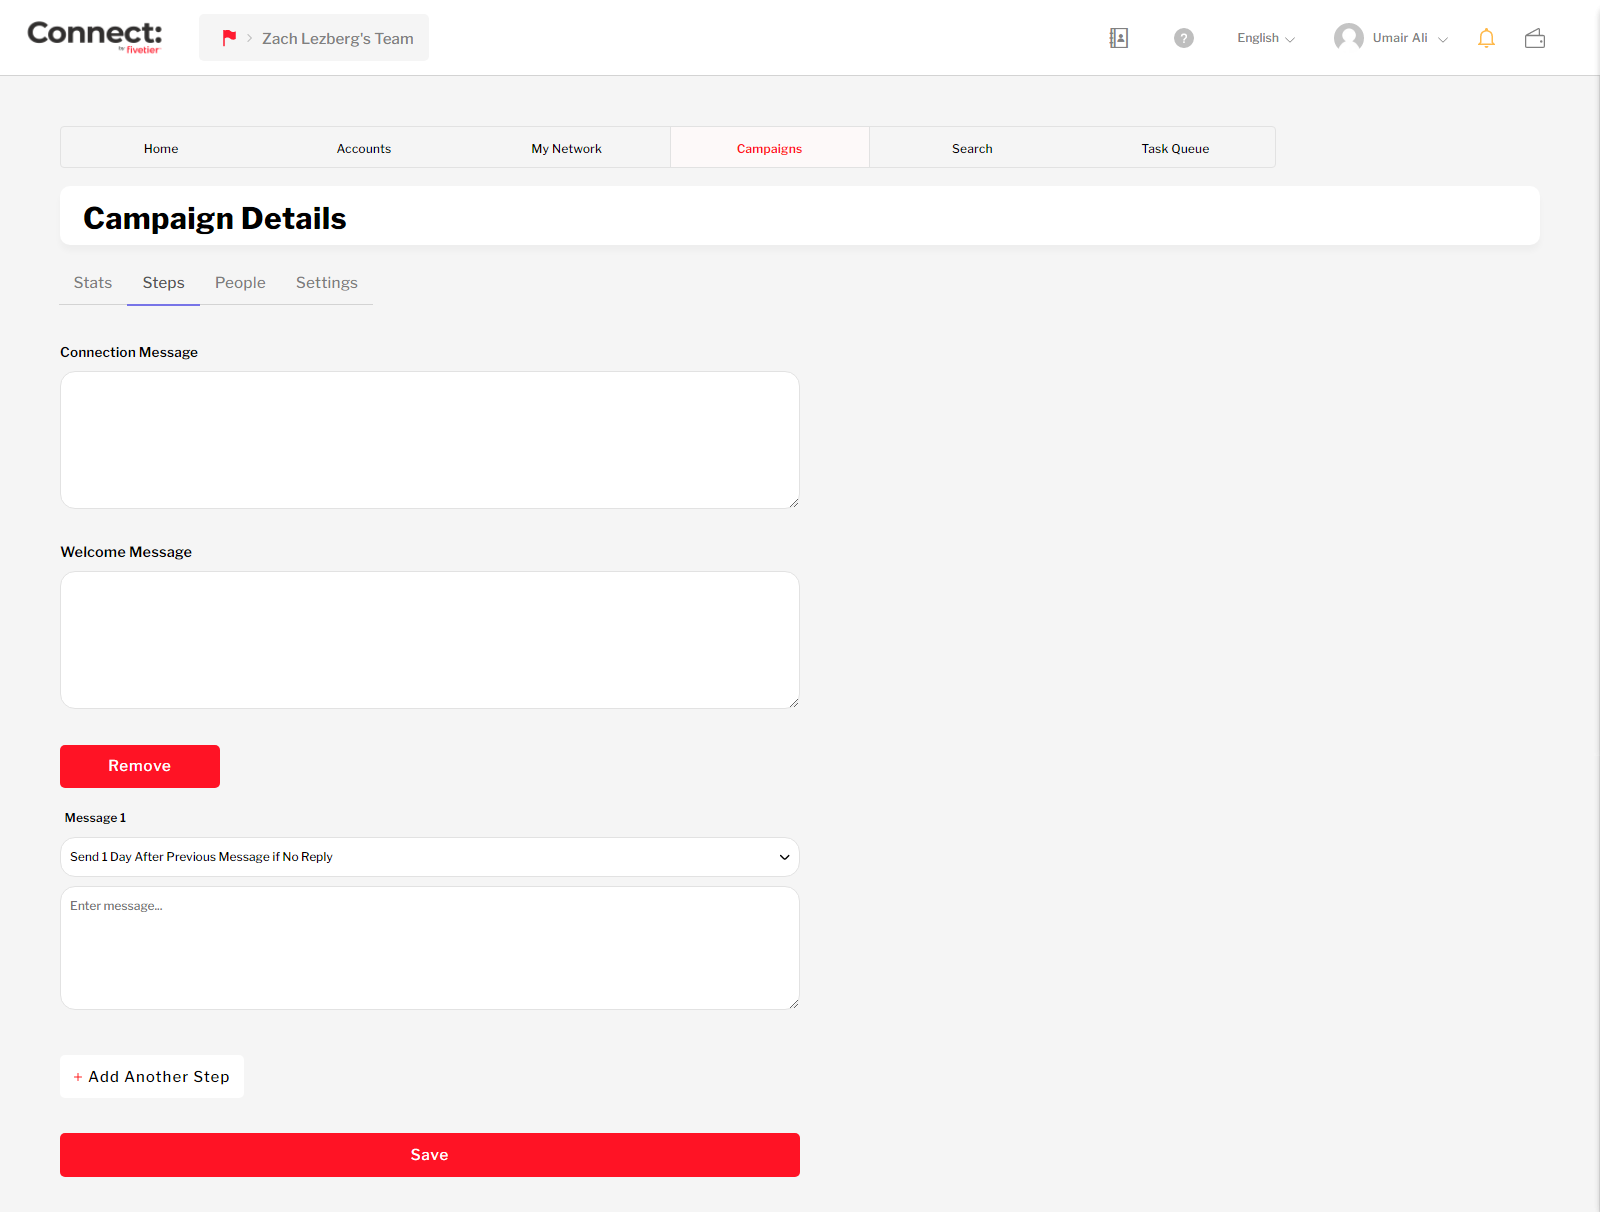 Connect:
by fivetier
Zach Lezberg's Team
English
Umair Ali
Home
Accounts
My Network
Campaigns
Search
Task Queue
Campaign Details
Stats
Steps
People
Settings
Connection Message
Welcome Message
Remove
Message 1
Send 1 Day After Previous Message if No Reply
Enter message...
+ Add Another Step
Save